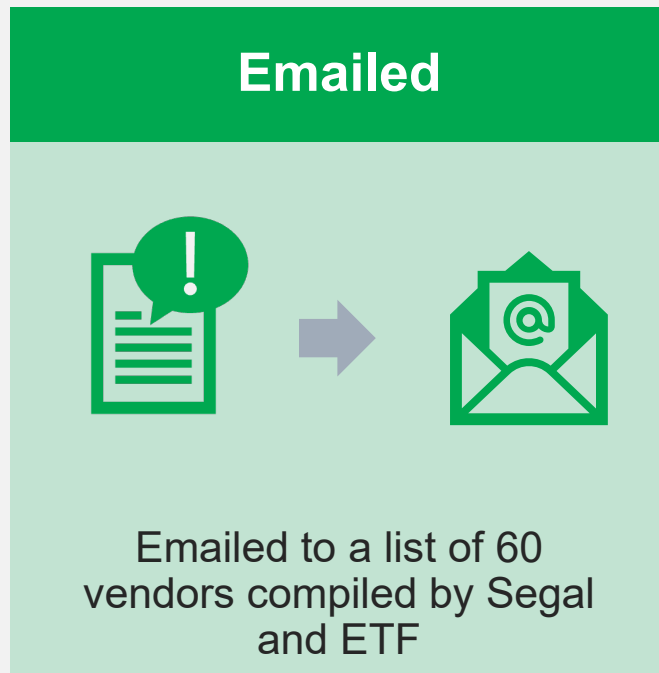 Emailed
!
@
Emailed to a list of 60
vendors compiled by Segal
and ETF